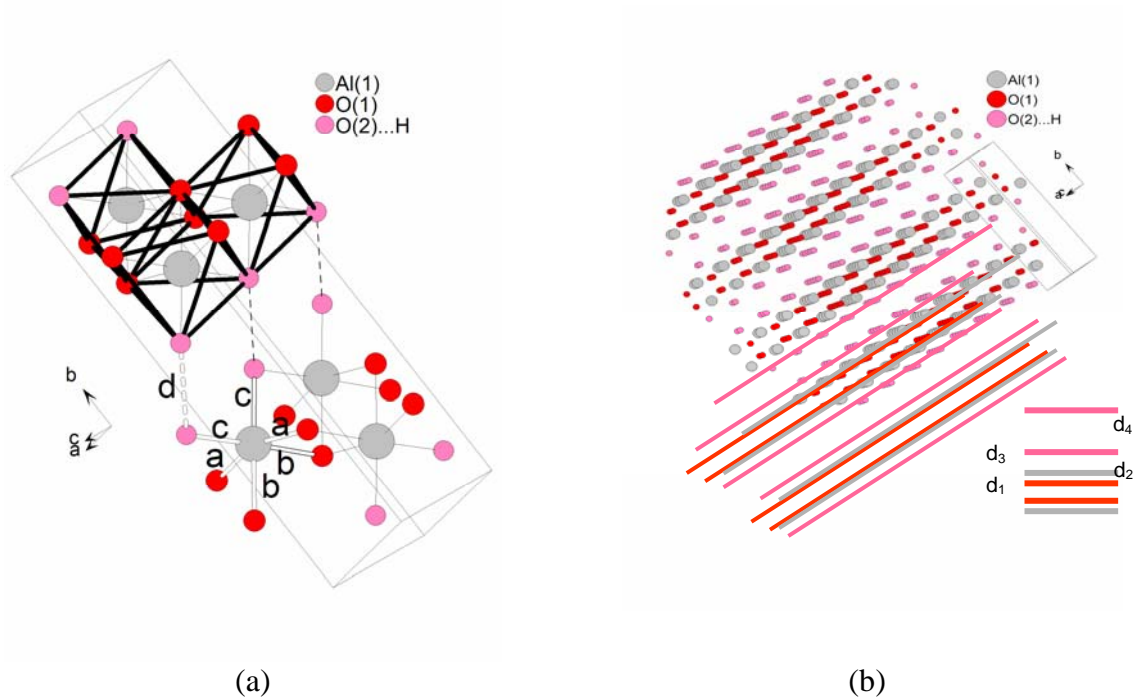 Al(1)
O(1)
O(2)...H
b
c
a
d
c
c
a
a
b
b
(a)
Al(1)
O(1)
O(2)...H
b
c
a
d4
d3
d2
d1
(b)